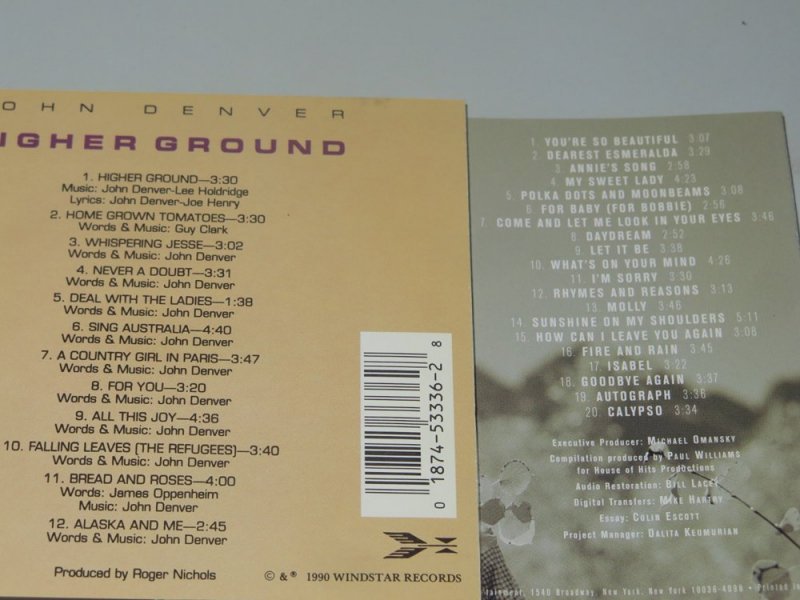 OHN DENVER
IGHER GROUND
1. HIGHER GROUND—3:30
Music: John Denver-Lee Holdridge
Lyrics: John Denver-Joe Henry
2. HOME GROWN TOMATOES—3:30
Words & Music: Guy Clark
3. WHISPERING JESSE—3:02
Words & Music: John Denver
4. NEVER A DOUBT—3:31
Words & Music: John Denver
5. DEAL WITH THE LADIES—1:38
Words & Music: John Denver
6. SING AUSTRALIA—4:40
Words & Music: John Denver
7. A COUNTRY GIRL IN PARIS—3:47
Words & Music: John Denver
8. FOR YOU—3:20
Words & Music: John Denver
9. ALL THIS JOY—4:36
Words & Music: John Denver
10. FALLING LEAVES (THE REFUGEES)—3:40
Words & Music: John Denver
11. BREAD AND ROSES—4:00
Words: James Oppenheim
Music: John Denver
12. ALASKA AND ME—2:45
Words & Music: John Denver
Produced by Roger Nichols
© & ® 1990 WINDSTAR RECORDS
0 1874-53336-2 8
1. YOU'RE SO BEAUTIFUL 3:07
2. DEAREST ESMERALDA 3:29
3. ANNIE'S SONG 2:58
4. MY SWEET LADY 4:23
5. POLKA DOTS AND MOONBEAMS 3:08
6. FOR BABY (FOR BOBBIE) 2:56
7. COME AND LET ME LOOK IN YOUR EYES 3:46
8. DAYDREAM 2:52
9. LET IT BE 3:38
10. WHAT'S ON YOUR MIND 4:26
11. I'M SORRY 3:30
12. RHYMES AND REASONS 3:13
13. MOLLY 3:46
14. SUNSHINE ON MY SHOULDERS 5:11
15. HOW CAN I LEAVE YOU AGAIN 3:08
16. FIRE AND RAIN 3:45
17. ISABEL 3:22
18. GOODBYE AGAIN 3:37
19. AUTOGRAPH 3:36
20. CALYPSO 3:34
Executive Producer: MICHAEL OMANSKY
Compilation produced by PAUL WILLIAMS
for House of Hits Productions
Audio Restoration: BILL LACEY
Digital Transfers: MIKE HARTRY
Essay: COLIN ESCOTT
Project Manager: DALITA KEUMURIAN
1540 Broadway, New York, New York 10036-4098 • Printed